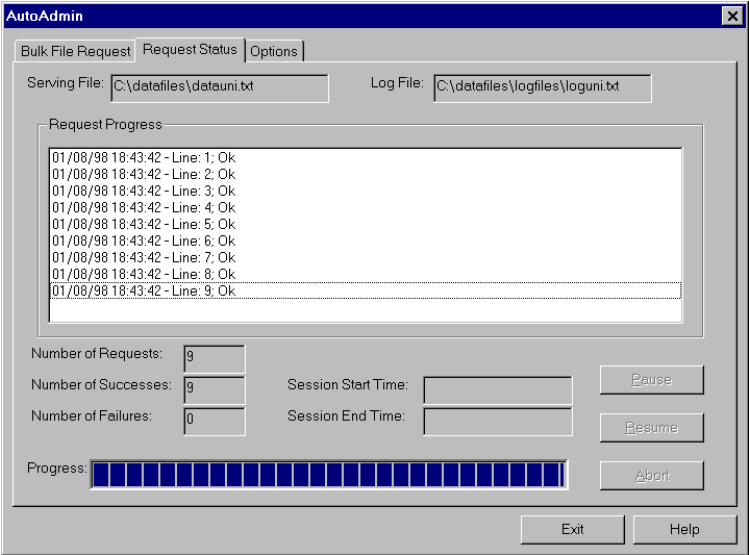 AutoAdmin
Bulk File Request Request Status Options
Serving File: C:\datafiles\datauni.txt Log File: C:\datafiles\logfiles\loguni.txt
Request Progress
01/08/98 18:43:42 - Line: 1; Ok
01/08/98 18:43:42 - Line: 2; Ok
01/08/98 18:43:42 - Line: 3; Ok
01/08/98 18:43:42 - Line: 4; Ok
01/08/98 18:43:42 - Line: 5; Ok
01/08/98 18:43:42 - Line: 6; Ok
01/08/98 18:43:42 - Line: 7; Ok
01/08/98 18:43:42 - Line: 8; Ok
01/08/98 18:43:42 - Line: 9; Ok
Number of Requests: 9
Number of Successes: 9 Session Start Time: Pause
Number of Failures: 0 Session End Time: Resume
Progress: Abort
Exit Help